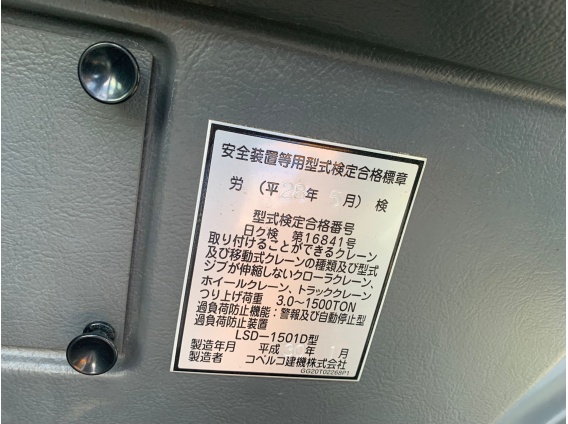 安全装置等用型式検定合格標章
労 (平28年 月) 検
型式検定合格番号
日ク検 第16841号
取り付けることができるクレーン
及び移動式クレーンの種類及び型式
ジブが伸縮しないクローラクレーン、
ホイールクレーン、トラッククレーン
つり上げ荷重 3.0~1500TON
過負荷防止機能:警報及び自動停止型
過負荷防止装置
LSD-1501D型
製造年月 平成 年 月
製造者 コベルコ建機株式会社
GG20T02268P1